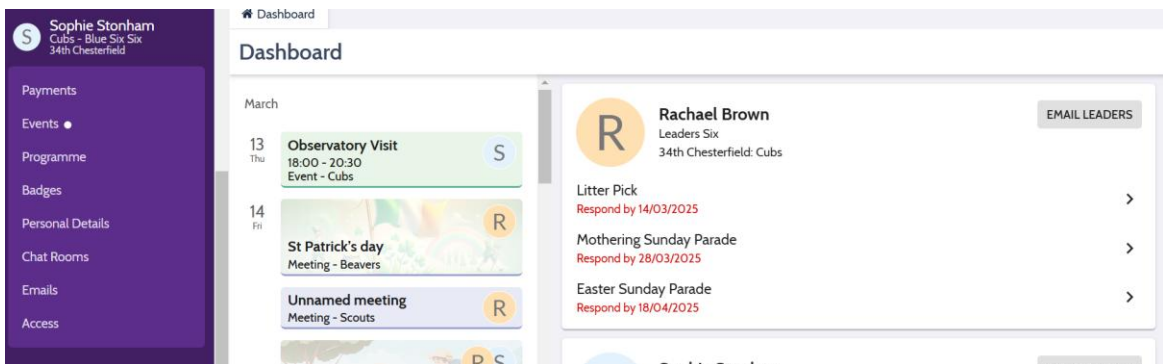 S
Sophie Stonham
Cubs - Blue Six Six
34th Chesterfield
Payments
Events
Programme
Badges
Personal Details
Chat Rooms
Emails
Access
Dashboard
Dashboard
March
13
Thu
Observatory Visit
18:00 - 20:30
Event - Cubs
S
14
Fri
R
St Patrick's day
Meeting - Beavers
Unnamed meeting
Meeting - Scouts
R
R S
R
Rachael Brown
Leaders Six
34th Chesterfield: Cubs
EMAIL LEADERS
Litter Pick
Respond by 14/03/2025
Mothering Sunday Parade
Respond by 28/03/2025
Easter Sunday Parade
Respond by 18/04/2025